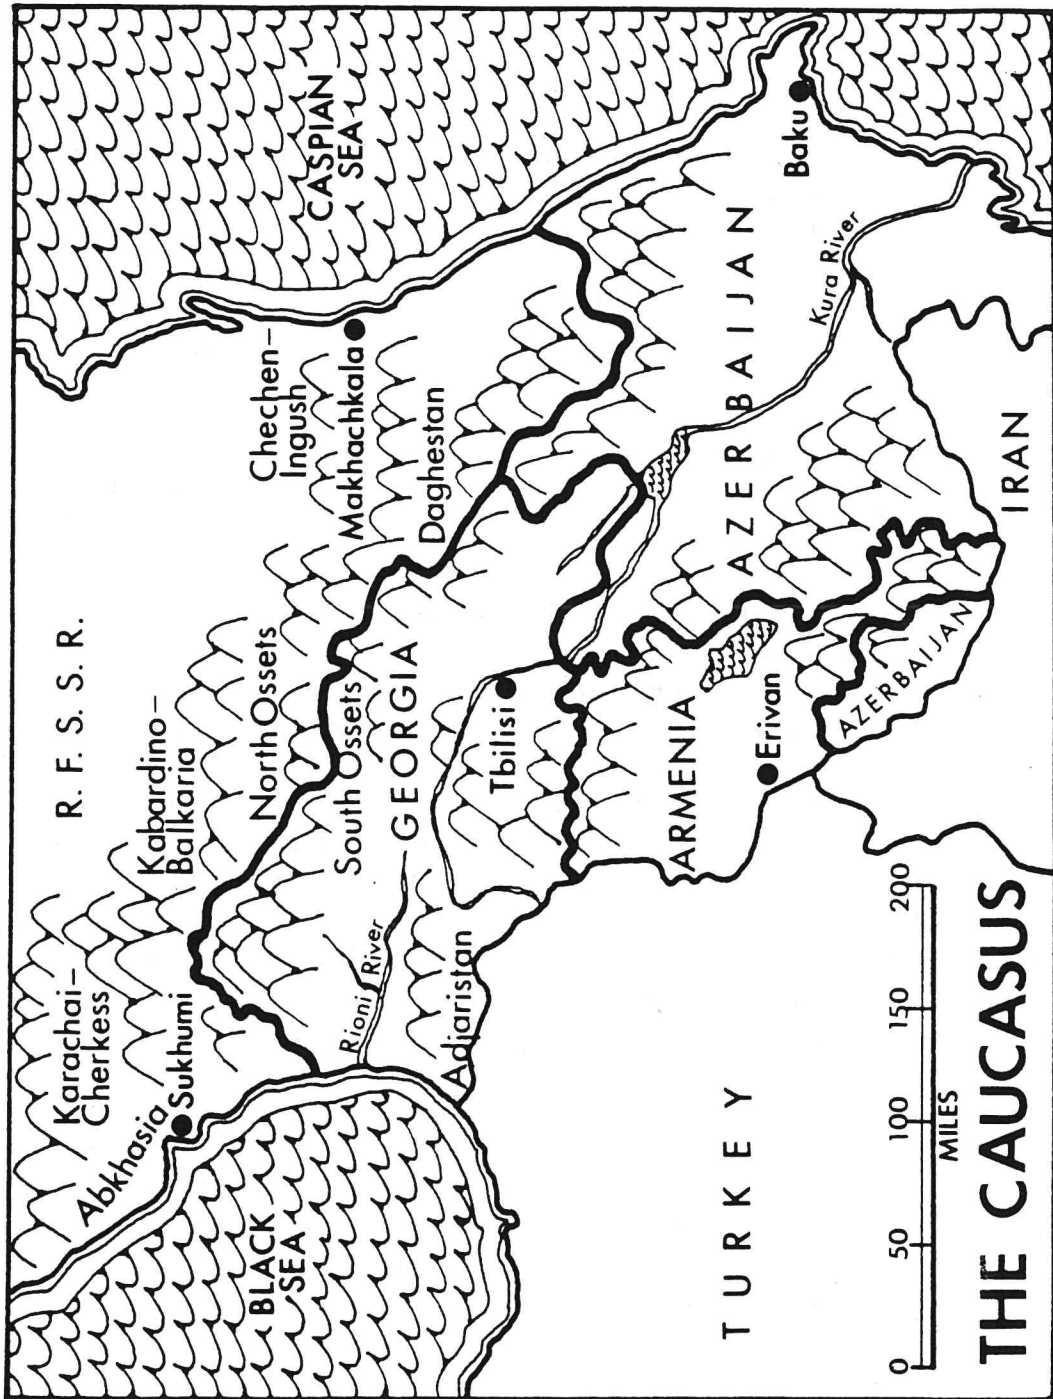 R. F. S. S. R.
Karachai–
Cherkess
Kabardino–
Balkaria
Chechen–
Ingush
CASPIAN
SEA
Abkhasia
Sukhumi
North Ossets
Makhachkala
Daghestan
BLACK
SEA
South Ossets
GEORGIA
Rioni River
Adjaristan
Tbilisi
AZERBAIJAN
Baku
Kura River
ARMENIA
Erivan
AZERBAIJAN
IRAN
TURKEY
0 50 100 150 200
MILES
THE CAUCASUS